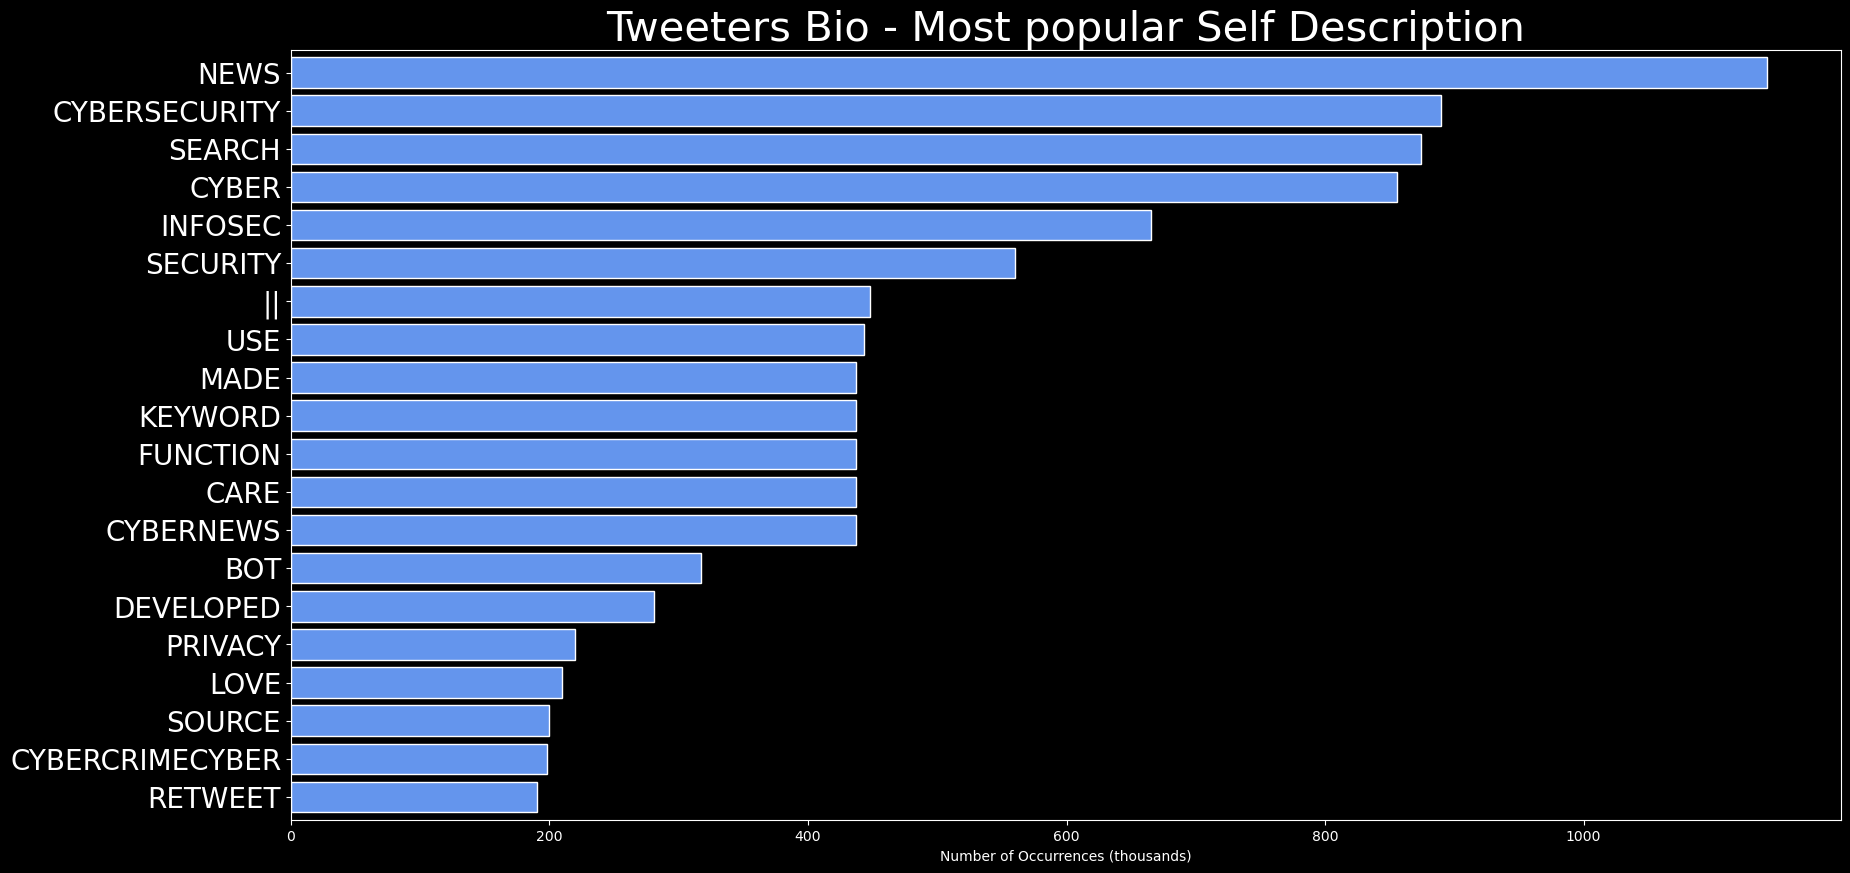 Tweeters Bio - Most popular Self Description
NEWS
CYBERSECURITY
SEARCH
CYBER
INFOSEC
SECURITY
||
USE
MADE
KEYWORD
FUNCTION
CARE
CYBERNEWS
BOT
DEVELOPED
PRIVACY
LOVE
SOURCE
CYBERCRIMECYBER
RETWEET
0 200 400 600 800 1000
Number of Occurrences (thousands)